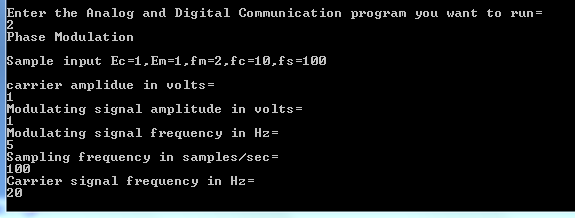 Enter the Analog and Digital Communication program you want to run=
2
Phase Modulation
Sample input Ec=1,Em=1,fm=2,fc=10,fs=100
carrier amplidue in volts=
1
Modulating signal amplitude in volts=
1
Modulating signal frequency in Hz=
5
Sampling frequency in samples/sec=
100
Carrier signal frequency in Hz=
20